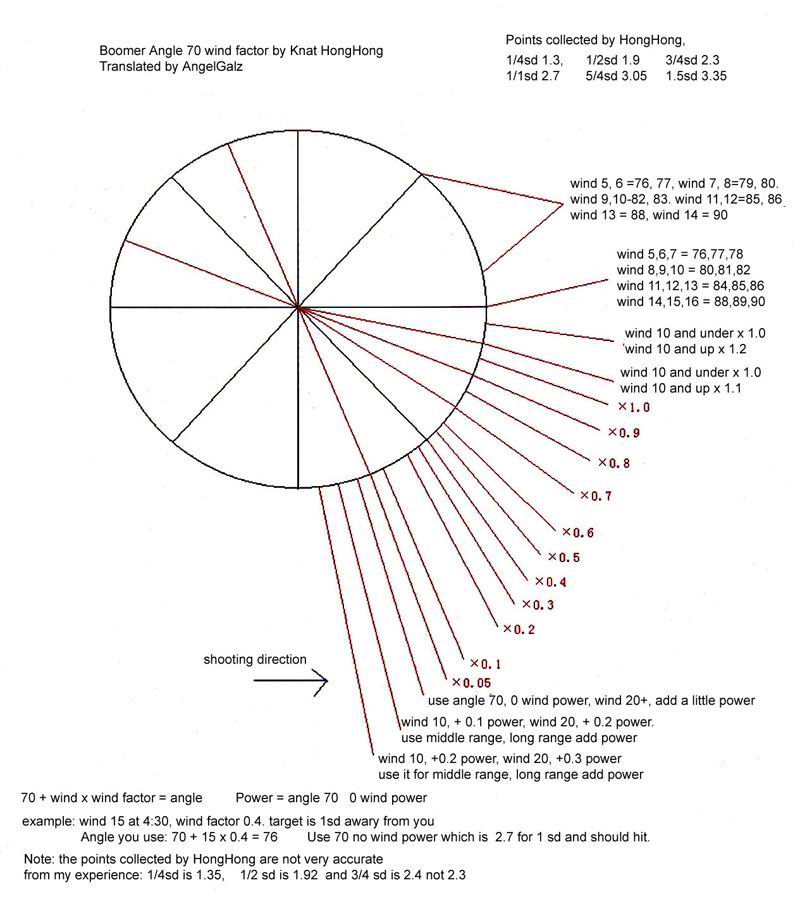 Boomer Angle 70 wind factor by Knat HongHong
Translated by AngelGalz
Points collected by HongHong,
1/4sd 1.3, 1/2sd 1.9 3/4sd 2.3
1/1sd 2.7 5/4sd 3.05 1.5sd 3.35
wind 5, 6 =76, 77, wind 7, 8=79, 80.
wind 9,10-82, 83. wind 11,12=85, 86
wind 13 = 88, wind 14 = 90
wind 5,6,7 = 76,77,78
wind 8,9,10 = 80,81,82
wind 11,12,13 = 84,85,86
wind 14,15,16 = 88,89,90
wind 10 and under x 1.0
wind 10 and up x 1.2
wind 10 and under x 1.0
wind 10 and up x 1.1
×1.0
×0.9
×0.8
×0.7
×0.6
×0.5
×0.4
×0.3
×0.2
×0.1
×0.05
shooting direction
use angle 70, 0 wind power, wind 20+, add a little power
wind 10, + 0.1 power, wind 20, + 0.2 power.
use middle range, long range add power
wind 10, +0.2 power, wind 20, +0.3 power
use it for middle range, long range add power
70 + wind x wind factor = angle Power = angle 70 0 wind power
example: wind 15 at 4:30, wind factor 0.4. target is 1sd awary from you
Angle you use: 70 + 15 x 0.4 = 76 Use 70 no wind power which is 2.7 for 1 sd and should hit.
Note: the points collected by HongHong are not very accurate
from my experience: 1/4sd is 1.35, 1/2 sd is 1.92 and 3/4 sd is 2.4 not 2.3